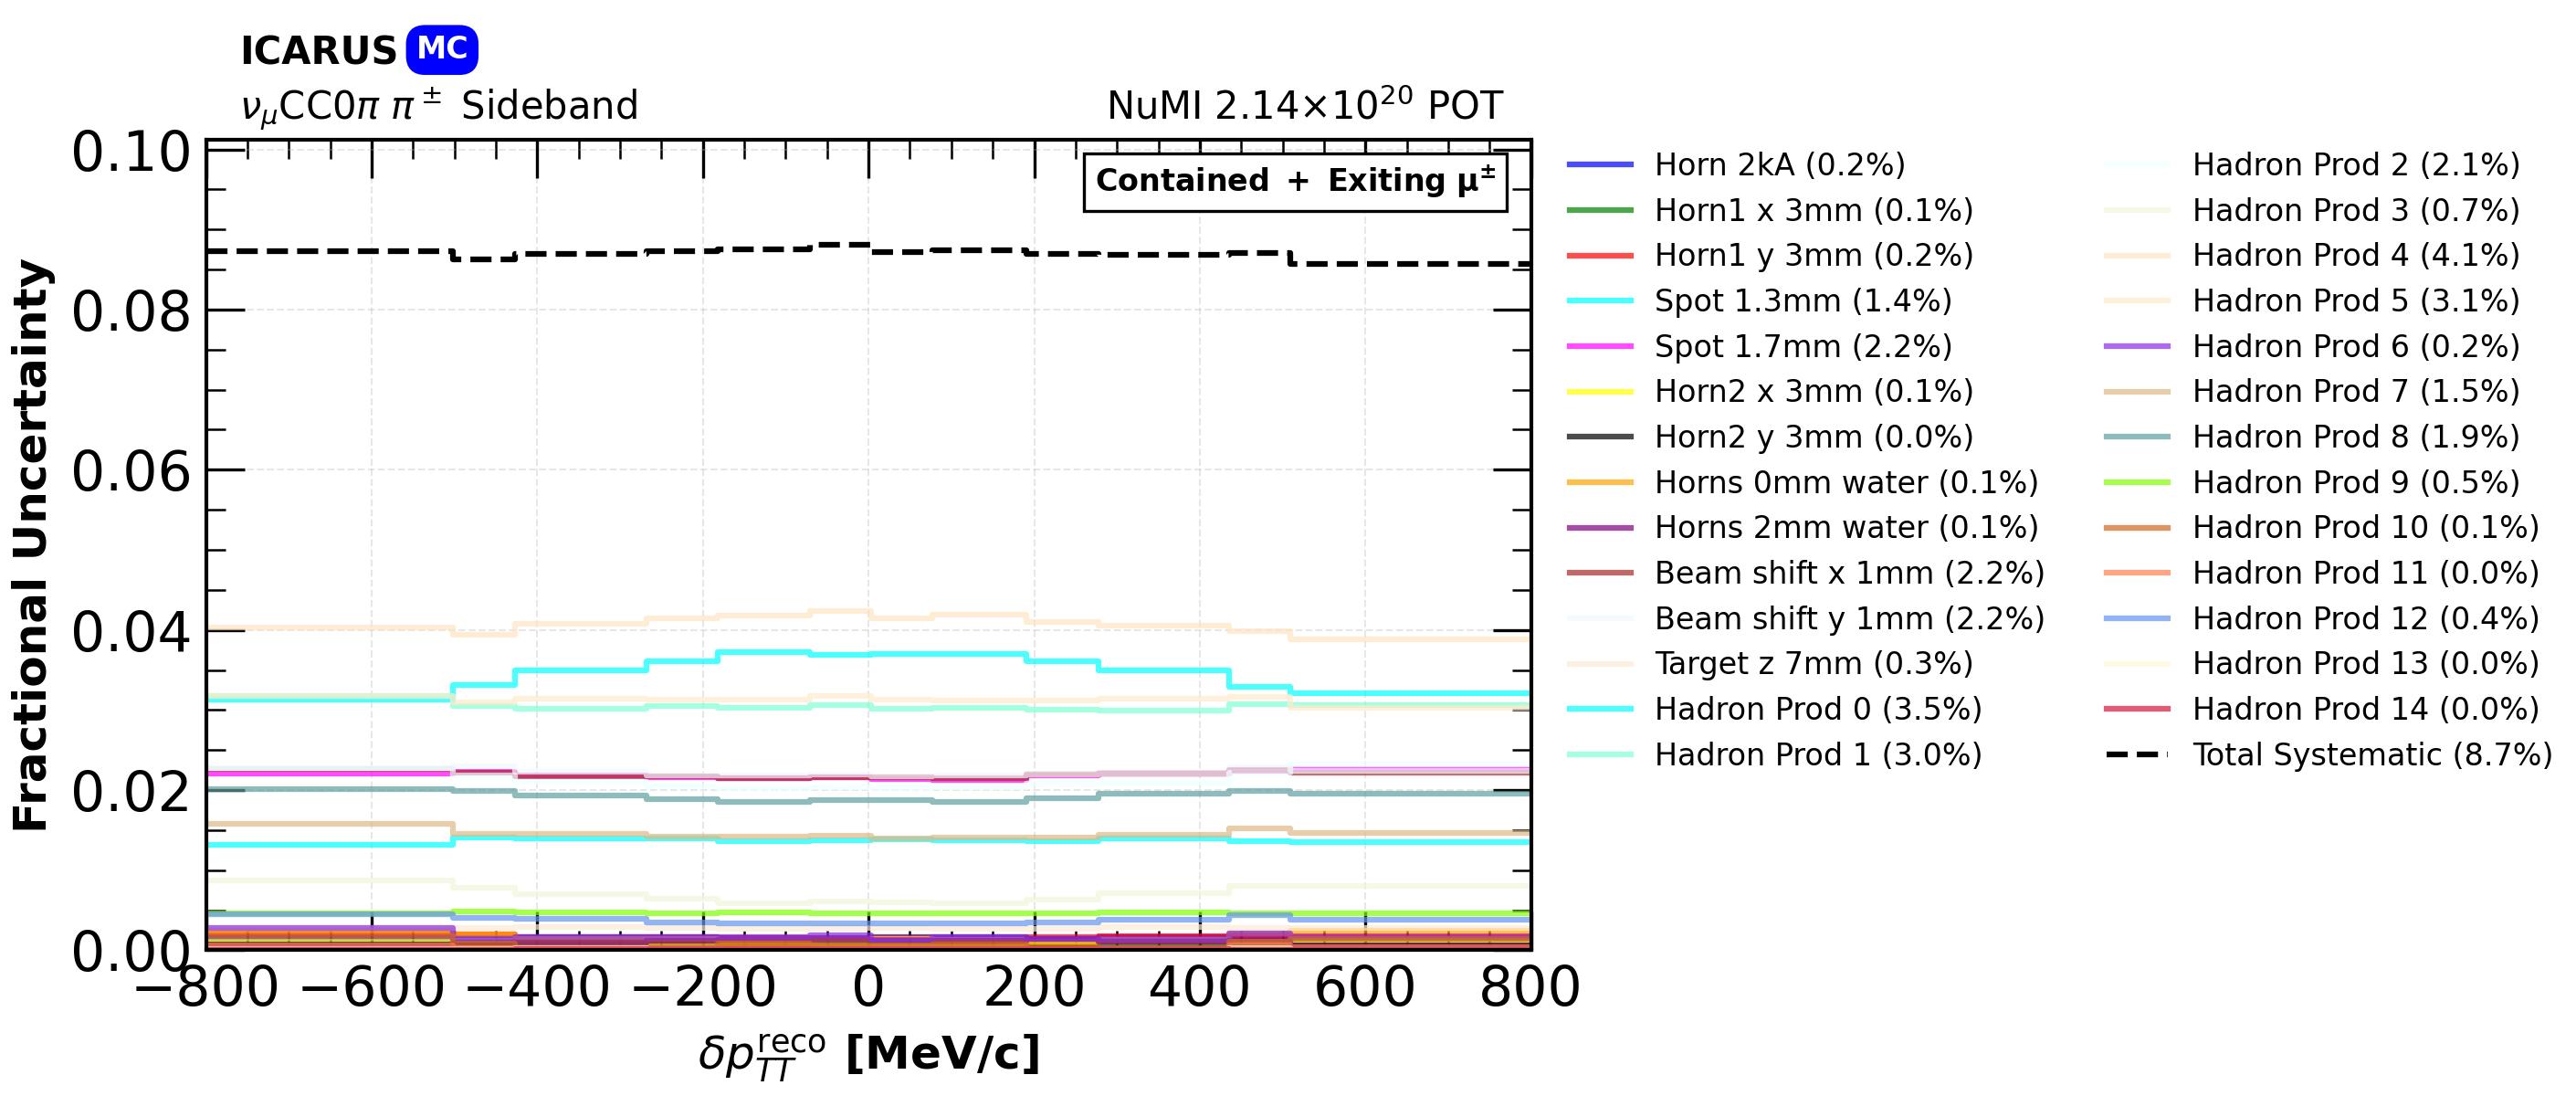 ICARUS MC
νμCC0π π± Sideband
NuMI 2.14×10²⁰ POT
Contained + Exiting μ±
Fractional Uncertainty
0.10
0.08
0.06
0.04
0.02
0.00
−800 −600 −400 −200 0 200 400 600 800
δp_TT^reco [MeV/c]
Horn 2kA (0.2%)
Horn1 x 3mm (0.1%)
Horn1 y 3mm (0.2%)
Spot 1.3mm (1.4%)
Spot 1.7mm (2.2%)
Horn2 x 3mm (0.1%)
Horn2 y 3mm (0.0%)
Horns 0mm water (0.1%)
Horns 2mm water (0.1%)
Beam shift x 1mm (2.2%)
Beam shift y 1mm (2.2%)
Target z 7mm (0.3%)
Hadron Prod 0 (3.5%)
Hadron Prod 1 (3.0%)
Hadron Prod 2 (2.1%)
Hadron Prod 3 (0.7%)
Hadron Prod 4 (4.1%)
Hadron Prod 5 (3.1%)
Hadron Prod 6 (0.2%)
Hadron Prod 7 (1.5%)
Hadron Prod 8 (1.9%)
Hadron Prod 9 (0.5%)
Hadron Prod 10 (0.1%)
Hadron Prod 11 (0.0%)
Hadron Prod 12 (0.4%)
Hadron Prod 13 (0.0%)
Hadron Prod 14 (0.0%)
Total Systematic (8.7%)